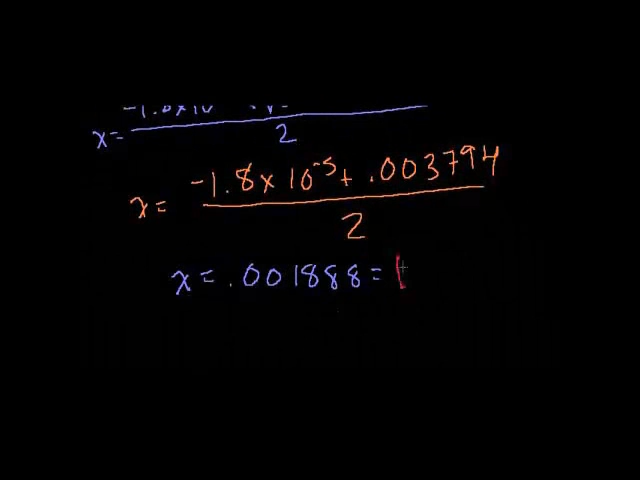 x=
2
-1.8x10⁻⁵+ .003794
x=
2
x=.001888=